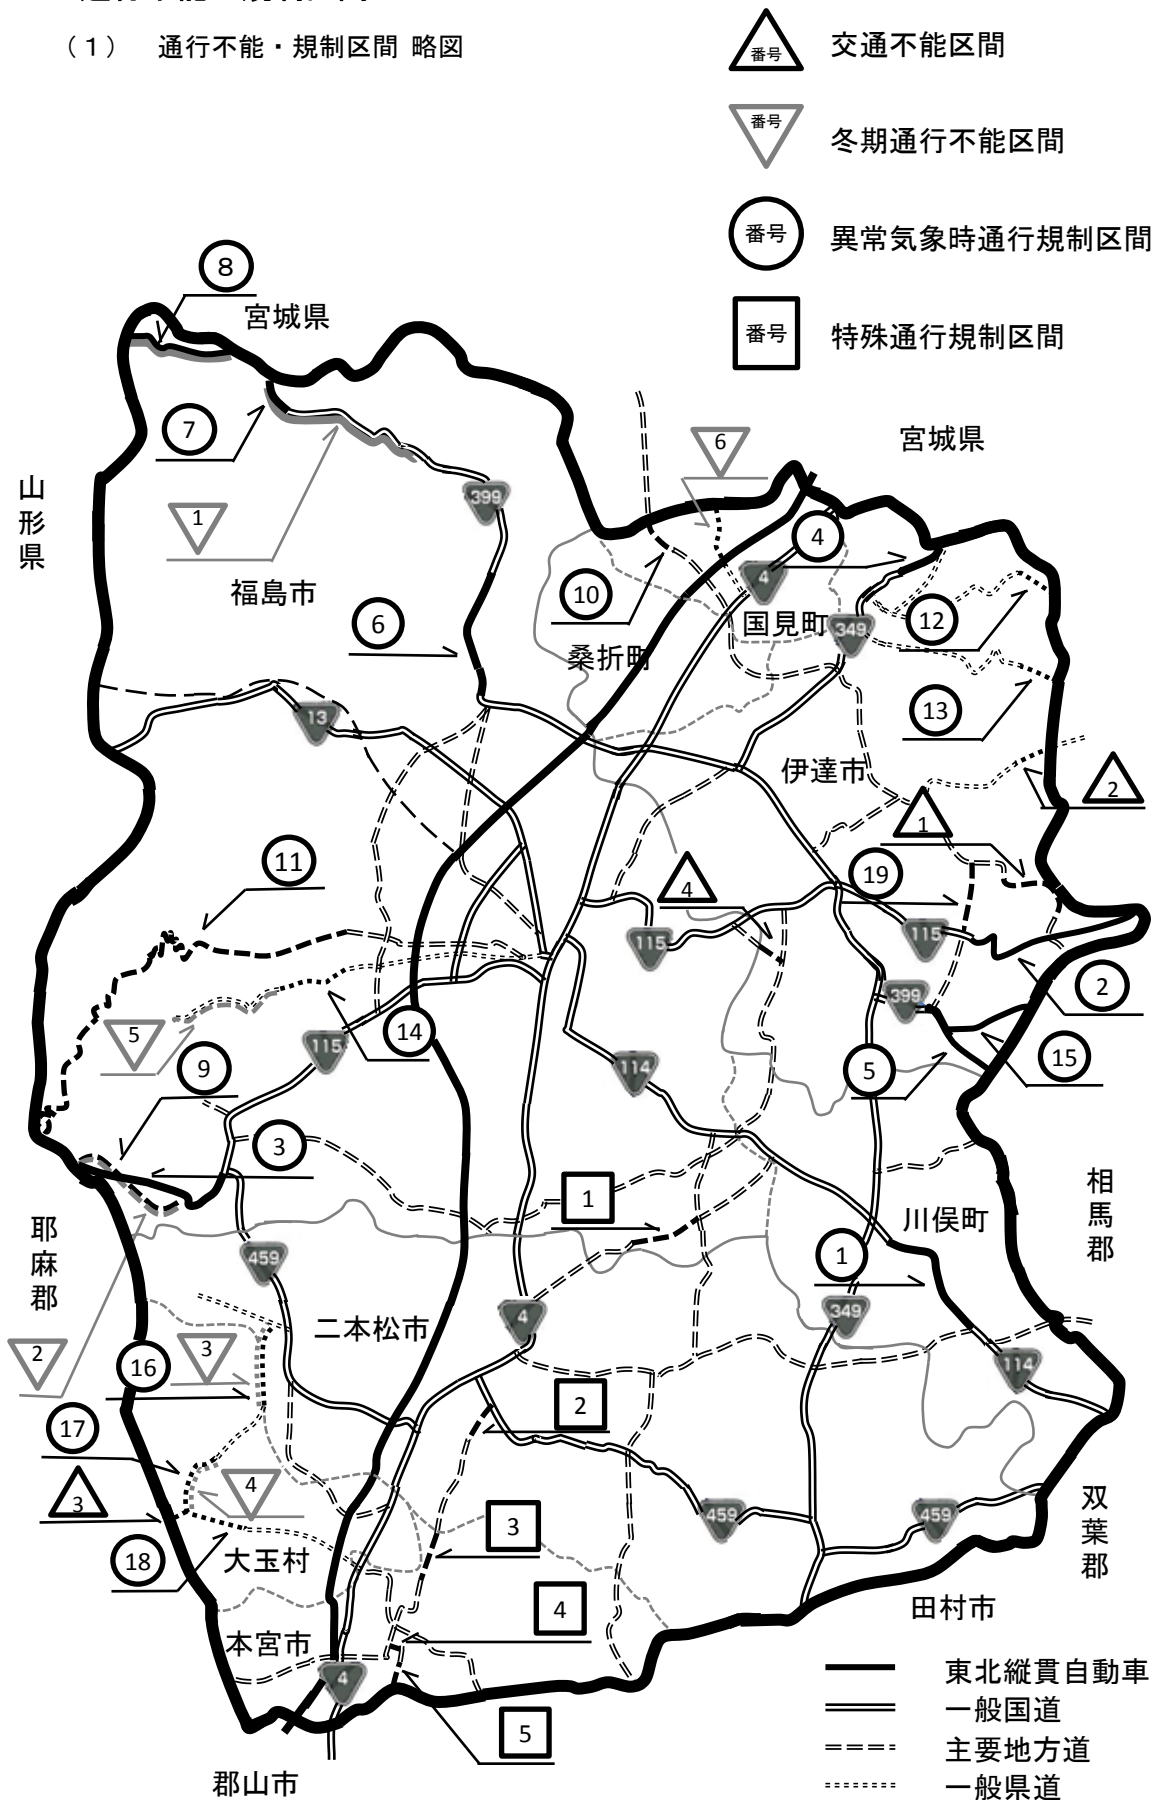 （１）　通行不能・規制区間 略図
番号 交通不能区間
番号 冬期通行不能区間
番号 異常気象時通行規制区間
番号 特殊通行規制区間
8
宮城県
7
6
宮城県
山形県
1
399
4
10
4
福島市
6
国見町
349
12
桑折町
13
13
伊達市
2
1
11
19
4
115
115
2
399
5
14
115
9
114
5
15
3
1
相馬郡
川俣町
耶麻郡
1
459
二本松市
4
349
2
16
3
114
2
17
4
3
459
459
双葉郡
3
18
大玉村
4
田村市
本宮市
4
5
郡山市
東北縦貫自動車
一般国道
主要地方道
一般県道